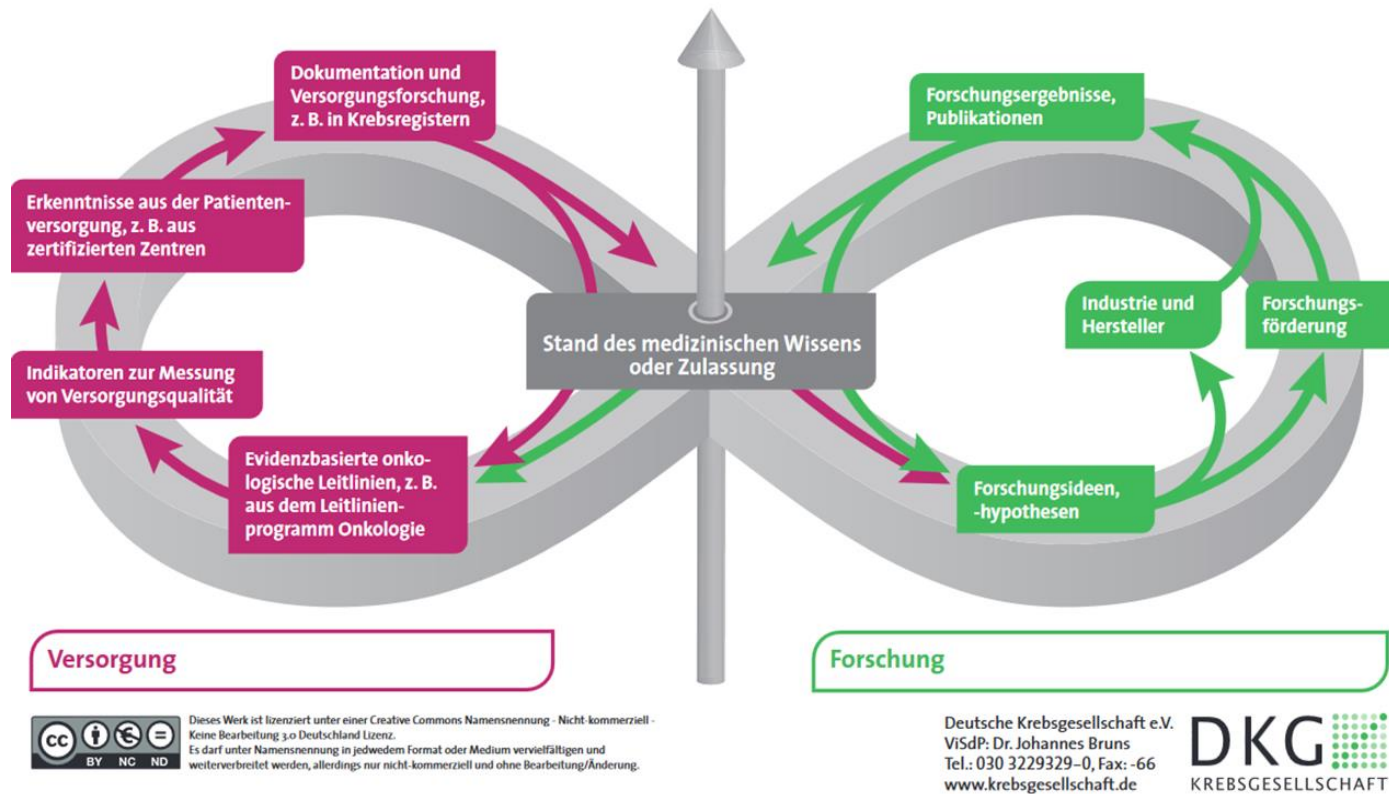 Dokumentation und
Versorgungsforschung,
z. B. in Krebsregistern
Erkenntnisse aus der Patienten-
versorgung, z. B. aus
zertifizierten Zentren
Indikatoren zur Messung
von Versorgungsqualität
Evidenzbasierte onko-
logische Leitlinien, z. B.
aus dem Leitlinien-
programm Onkologie
Stand des medizinischen Wissens
oder Zulassung
Forschungsergebnisse,
Publikationen
Industrie und
Hersteller
Forschungs-
förderung
Forschungsideen,
-hypothesen
Versorgung
Forschung
cc
BY NC ND
Dieses Werk ist lizenziert unter einer Creative Commons Namensnennung - Nicht-kommerziell -
Keine Bearbeitung 3.0 Deutschland Lizenz.
Es darf unter Namensnennung in jedwedem Format oder Medium vervielfältigen und
weiterverbreitet werden, allerdings nur nicht-kommerziell und ohne Bearbeitung/Änderung.
Deutsche Krebsgesellschaft e.V.
ViSdP: Dr. Johannes Bruns
Tel.: 030 3229329-0, Fax: -66
www.krebsgesellschaft.de
DKG
KREBSGESELLSCHAFT